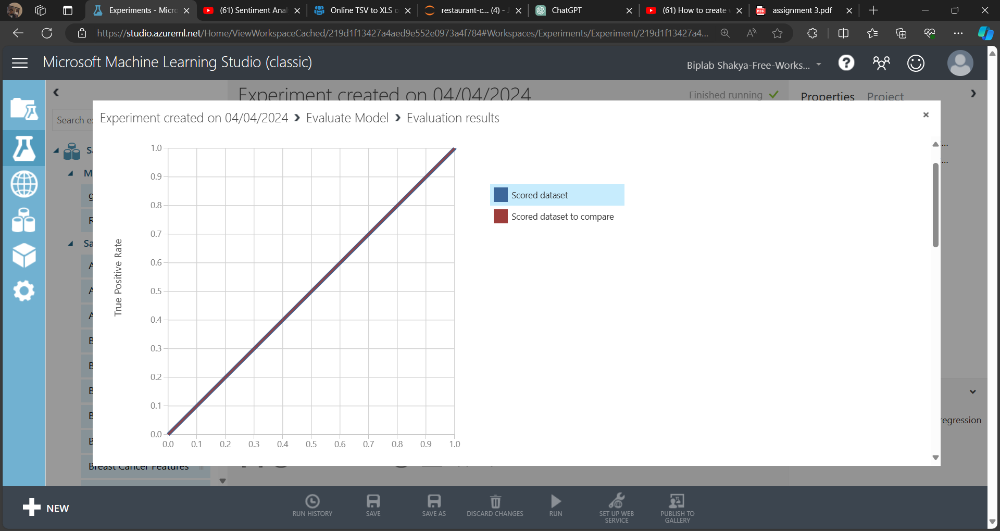 Experiments - Micro
(61) Sentiment Anal
Online TSV to XLS c
restaurant-c... (4) - J
ChatGPT
(61) How to create
assignment 3.pdf
https://studio.azureml.net/Home/ViewWorkspaceCached/219d1f13427a4aed9e552e0973a4f784#Workspaces/Experiments/Experiment/219d1f13427a4...
Microsoft Machine Learning Studio (classic)
Biplab Shakya-Free-Works...
Experiment created on 04/04/2024
Finished running
Properties
Project
Search e
Experiment created on 04/04/2024 > Evaluate Model > Evaluation results
True Positive Rate
1.0
0.9
0.8
0.7
0.6
0.5
0.4
0.3
0.2
0.1
0.0
0.0 0.1 0.2 0.3 0.4 0.5 0.6 0.7 0.8 0.9 1.0
Scored dataset
Scored dataset to compare
regression
Breast Cancer Features
NEW
RUN HISTORY
SAVE
SAVE AS
DISCARD CHANGES
RUN
SET UP WEB
SERVICE
PUBLISH TO
GALLERY